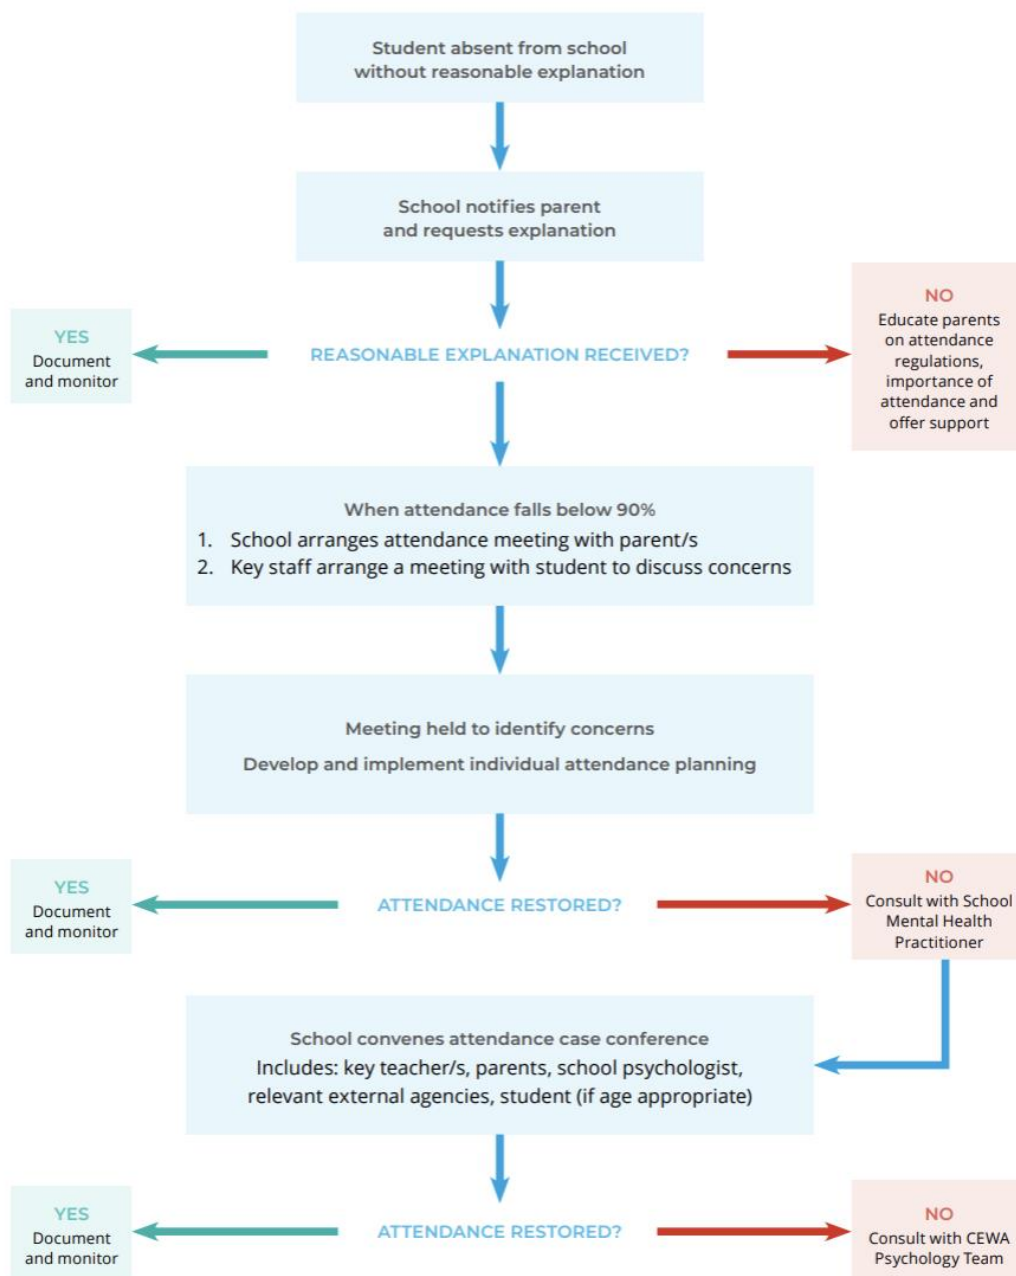 Student absent from school
without reasonable explanation
School notifies parent
and requests explanation
YES
Document
and monitor
REASONABLE EXPLANATION RECEIVED?
NO
Educate parents
on attendance
regulations,
importance of
attendance and
offer support
When attendance falls below 90%
1. School arranges attendance meeting with parent/s
2. Key staff arrange a meeting with student to discuss concerns
Meeting held to identify concerns
Develop and implement individual attendance planning
YES
Document
and monitor
ATTENDANCE RESTORED?
NO
Consult with School
Mental Health
Practitioner
School convenes attendance case conference
Includes: key teacher/s, parents, school psychologist,
relevant external agencies, student (if age appropriate)
YES
Document
and monitor
ATTENDANCE RESTORED?
NO
Consult with CEWA
Psychology Team